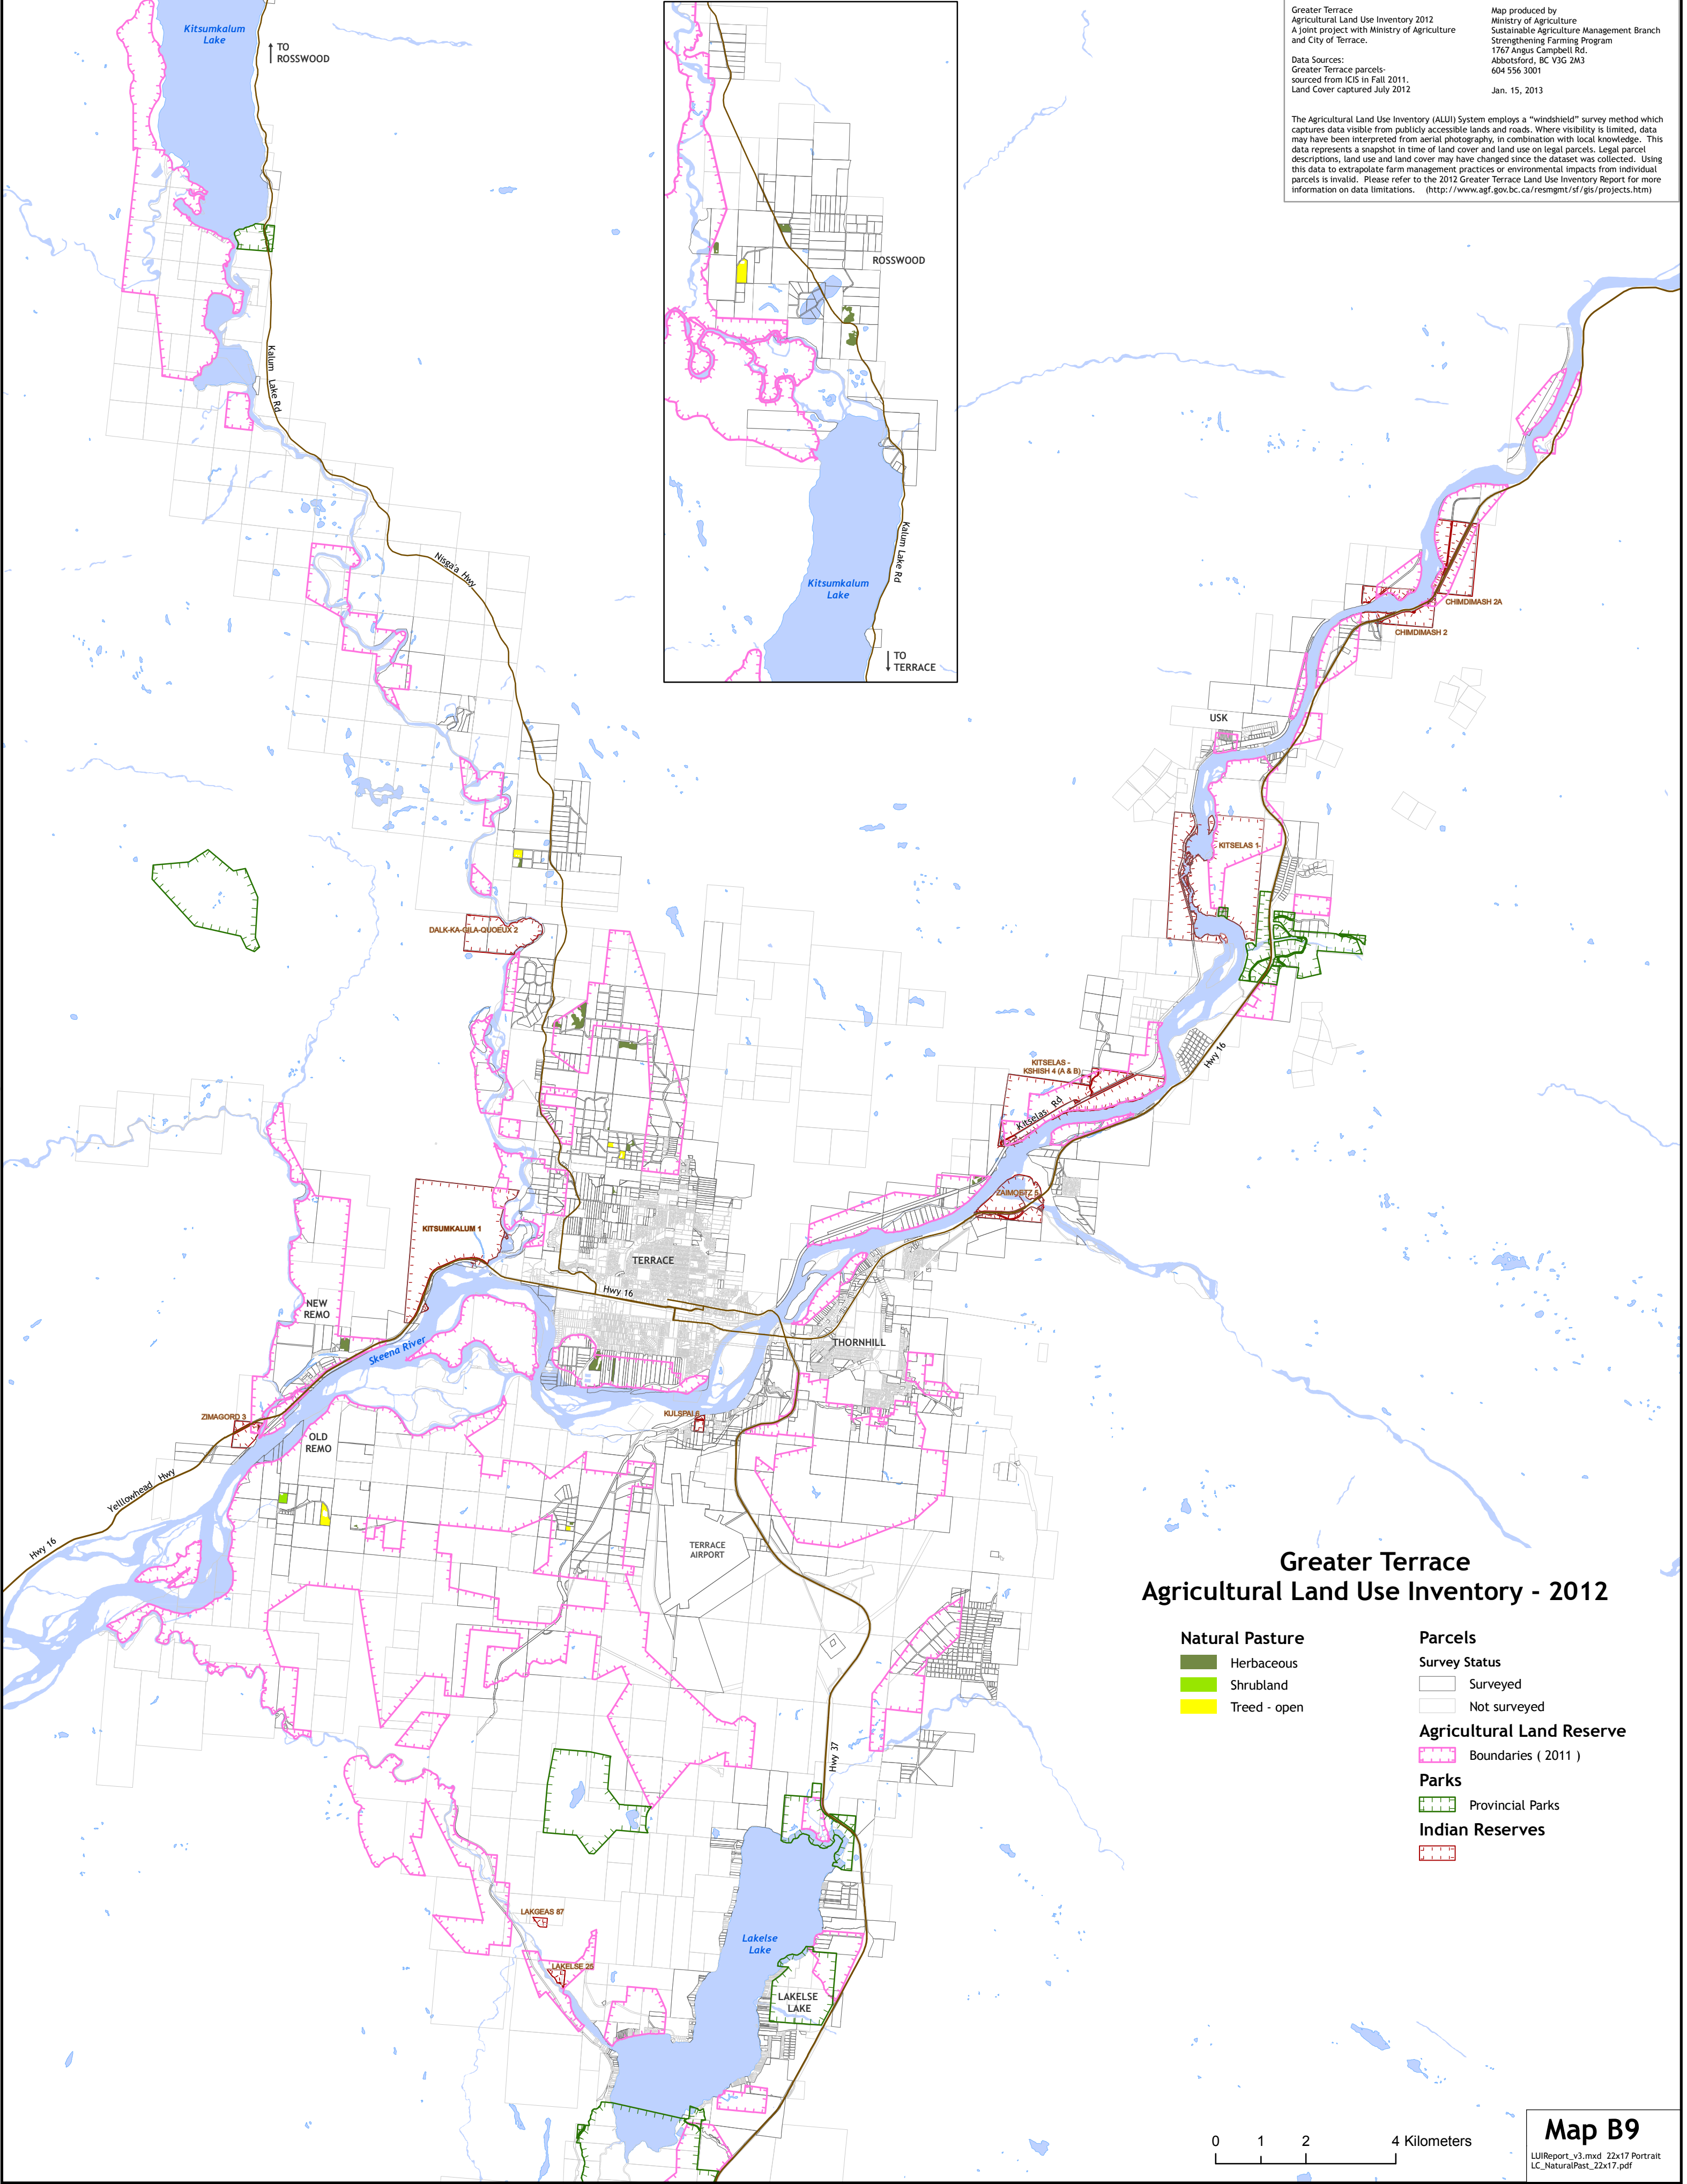 Greater Terrace
Agricultural Land Use Inventory 2012
A joint project with Ministry of Agriculture
and City of Terrace.
Data Sources:
Greater Terrace parcels-
sourced from ICIS in Fall 2011.
Land Cover captured July 2012
Map produced by
Ministry of Agriculture
Sustainable Agriculture Management Branch
Strengthening Farming Program
1767 Angus Campbell Rd.
Abbotsford, BC V3G 2M3
604 556 3001
Jan. 15, 2013
The Agricultural Land Use Inventory (ALUI) System employs a “windshield” survey method which
captures data visible from publicly accessible lands and roads. Where visibility is limited, data
may have been interpreted from aerial photography, in combination with local knowledge. This
data represents a snapshot in time of land cover and land use on legal parcels. Legal parcel
descriptions, land use and land cover may have changed since the dataset was collected. Using
this data to extrapolate farm management practices or environmental impacts from individual
parcels is invalid. Please refer to the 2012 Greater Terrace Land Use Inventory Report for more
information on data limitations. (http://www.agf.gov.bc.ca/resmgmt/sf/gis/projects.htm)
Kitsumkalum
Lake
TO
ROSSWOOD
Kalum Lake Rd
Nisga'a Hwy
ROSSWOOD
Kalum Lake Rd
Kitsumkalum
Lake
TO
TERRACE
CHIMDIMASH 2A
CHIMDIMASH 2
USK
KITSELAS 1
DALK-KA-GILA-QUOEUX 2
KITSELAS -
KSHISH 4 (A & B)
Kitselas Rd
Hwy 16
ZAIMOETZ 5
KITSUMKALUM 1
TERRACE
Hwy 16
NEW
REMO
Skeena River
THORNHILL
ZIMAGORD 3
KULSPAI 6
OLD
REMO
Yelllowhead Hwy
Hwy 16
TERRACE
AIRPORT
Hwy 37
LAKGEAS 87
LAKELSE 25
Lakelse
Lake
LAKELSE
LAKE
Greater Terrace
Agricultural Land Use Inventory - 2012
Natural Pasture
Herbaceous
Shrubland
Treed - open
Parcels
Survey Status
Surveyed
Not surveyed
Agricultural Land Reserve
Boundaries ( 2011 )
Parks
Provincial Parks
Indian Reserves
0 1 2 4 Kilometers
Map B9
LUIReport_v3.mxd 22x17 Portrait
LC_NaturalPast_22x17.pdf